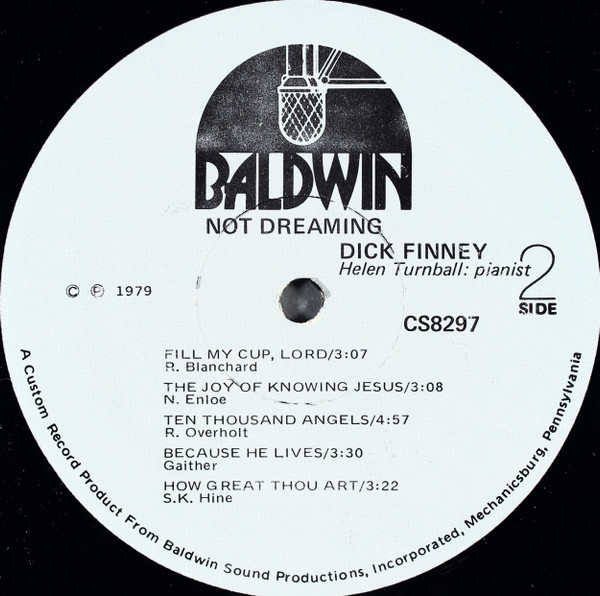 BALDWIN
NOT DREAMING
DICK FINNEY
Helen Turnball: pianist
2
SIDE
© ℗ 1979
CS8297
FILL MY CUP, LORD/3:07
R. Blanchard
THE JOY OF KNOWING JESUS/3:08
N. Enloe
TEN THOUSAND ANGELS/4:57
R. Overholt
BECAUSE HE LIVES/3:30
Gaither
HOW GREAT THOU ART/3:22
S.K. Hine
A Custom Record Product From Baldwin Sound Productions, Incorporated, Mechanicsburg, Pennsylvania